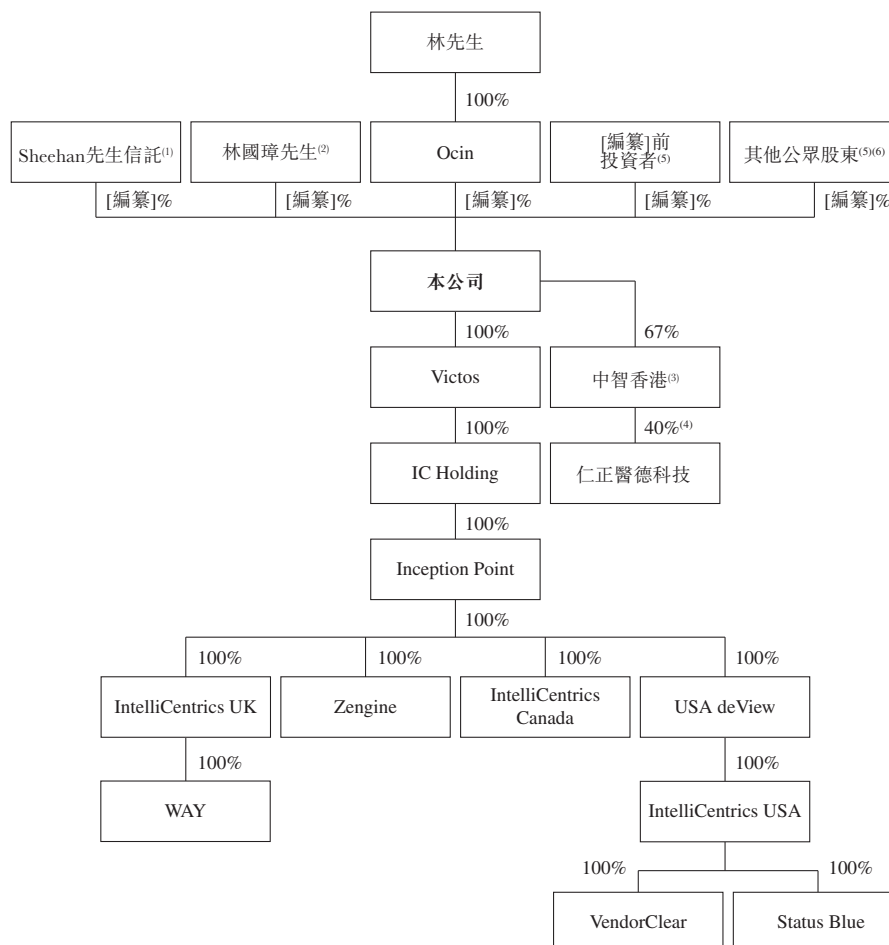 林先生
100%
Sheehan先生信託(1)
林國璋先生(2)
Ocin
[編纂]前
投資者(5)
其他公眾股東(5)(6)
[編纂]%
[編纂]%
[編纂]%
[編纂]%
[編纂]%
本公司
100%
67%
Victos
中智香港(3)
100%
40%(4)
IC Holding
仁正醫德科技
100%
Inception Point
100%
100%
100%
100%
100%
IntelliCentrics UK
Zengine
IntelliCentrics
Canada
USA deView
100%
100%
WAY
IntelliCentrics USA
100%
100%
VendorClear
Status Blue